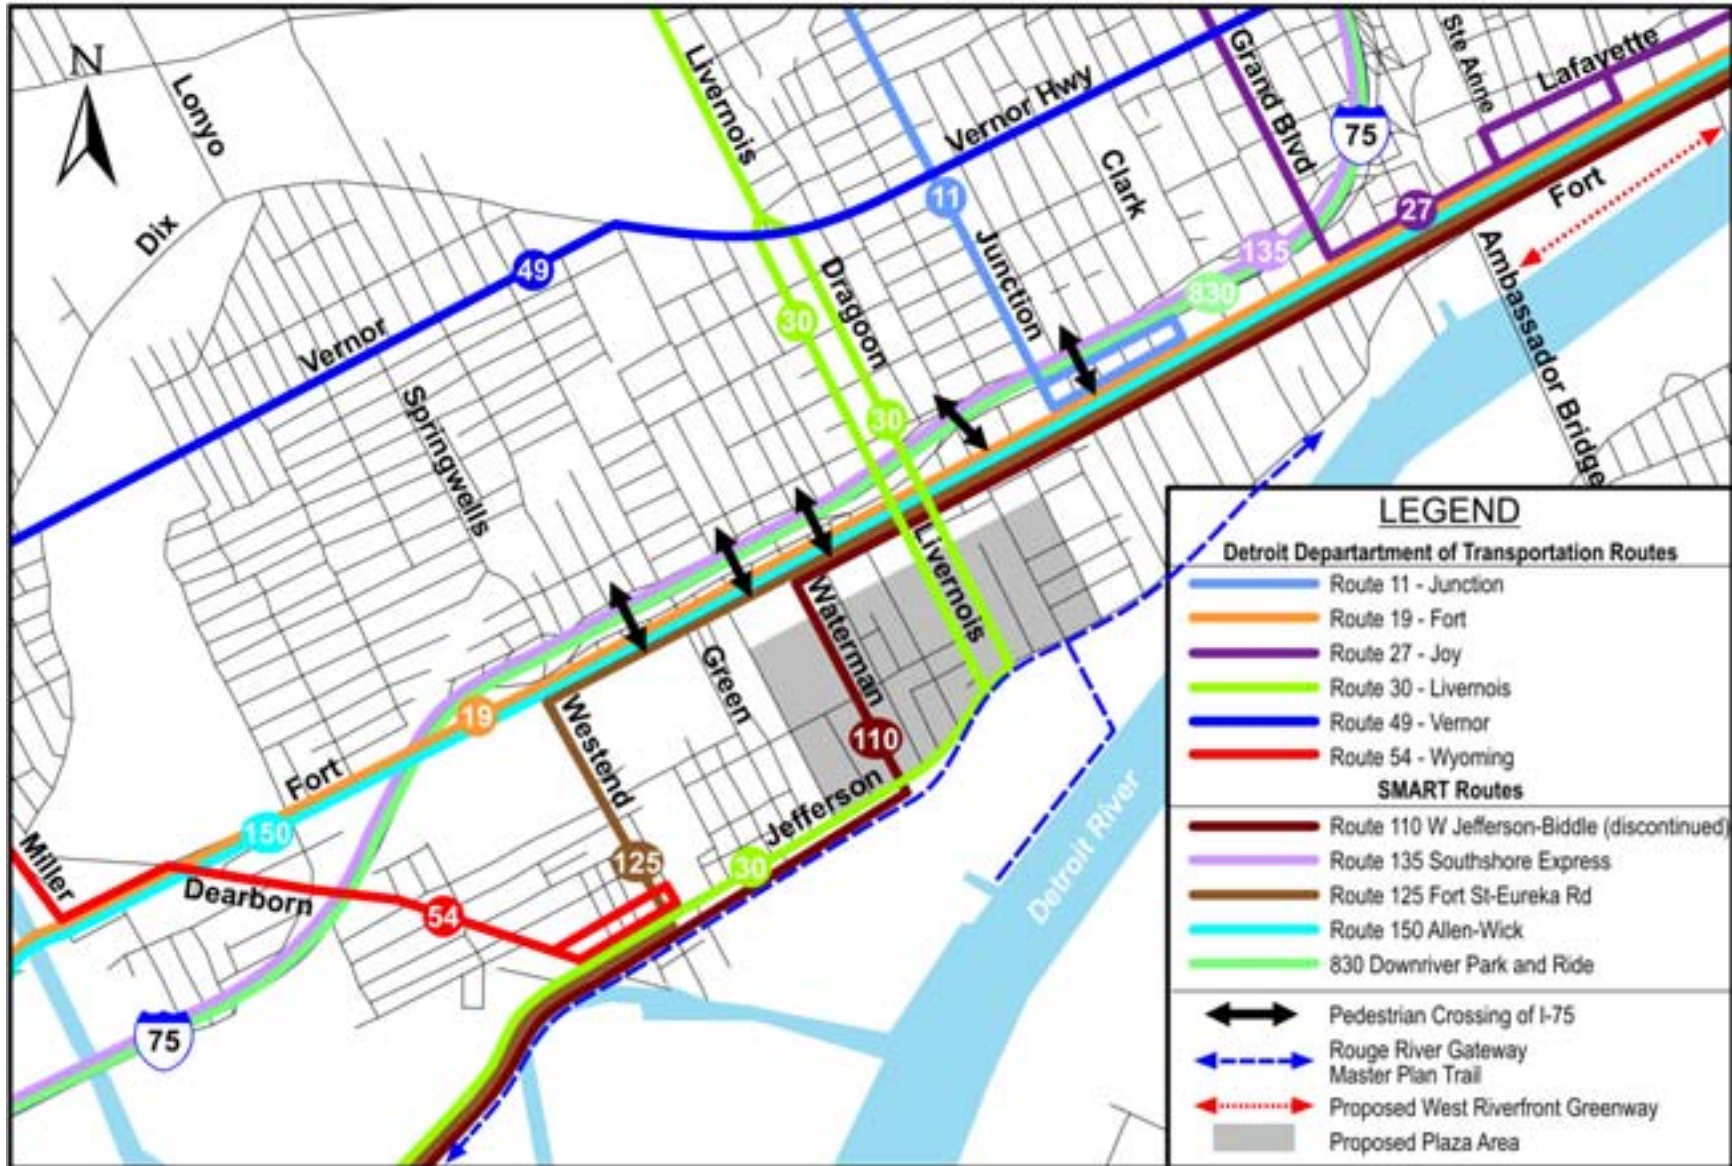 N
Lonyo
Livernois
Vernor Hwy
Grand Blvd
Ste Anne
Lafayette
75
Clark
Fort
11
27
Dix
Junction
135
Ambassador Bridge
49
Dragoon
830
30
Vernor
Springwells
30
Livernois
Waterman
Green
19
Westend
110
Fort
Jefferson
150
Miller
125
30
Dearborn
54
Detroit River
75
LEGEND
Detroit Departartment of Transportation Routes
Route 11 - Junction
Route 19 - Fort
Route 27 - Joy
Route 30 - Livernois
Route 49 - Vernor
Route 54 - Wyoming
SMART Routes
Route 110 W Jefferson-Biddle (discontinued)
Route 135 Southshore Express
Route 125 Fort St-Eureka Rd
Route 150 Allen-Wick
830 Downriver Park and Ride
Pedestrian Crossing of I-75
Rouge River Gateway
Master Plan Trail
Proposed West Riverfront Greenway
Proposed Plaza Area